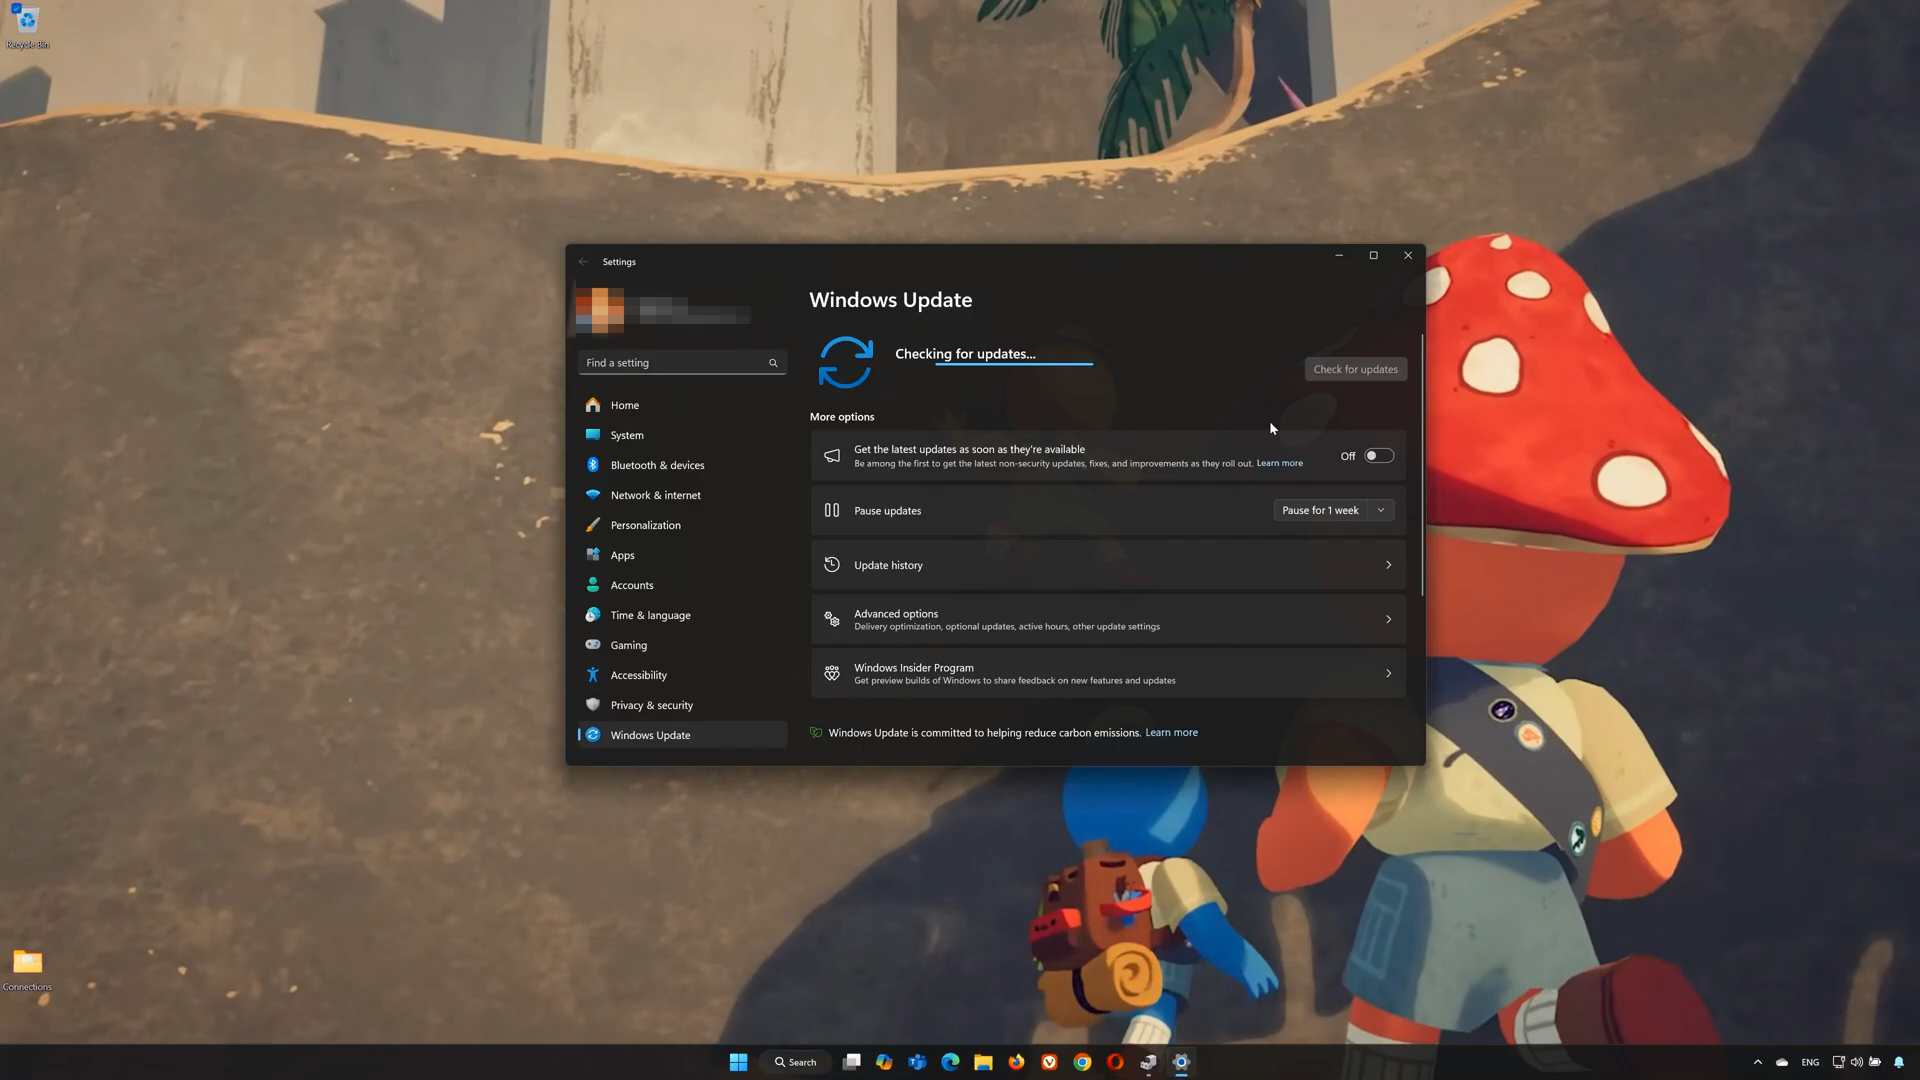 Recycle Bin
Settings
Find a setting
Home
System
Bluetooth & devices
Network & internet
Personalization
Apps
Accounts
Time & language
Gaming
Accessibility
Privacy & security
Windows Update
Windows Update
Checking for updates...
Check for updates
More options
Get the latest updates as soon as they're available
Be among the first to get the latest non-security updates, fixes, and improvements as they roll out. Learn more
Off
Pause updates
Pause for 1 week
Update history
Advanced options
Delivery optimization, optional updates, active hours, other update settings
Windows Insider Program
Get preview builds of Windows to share feedback on new features and updates
Windows Update is committed to helping reduce carbon emissions. Learn more
Connections
Search
ENG